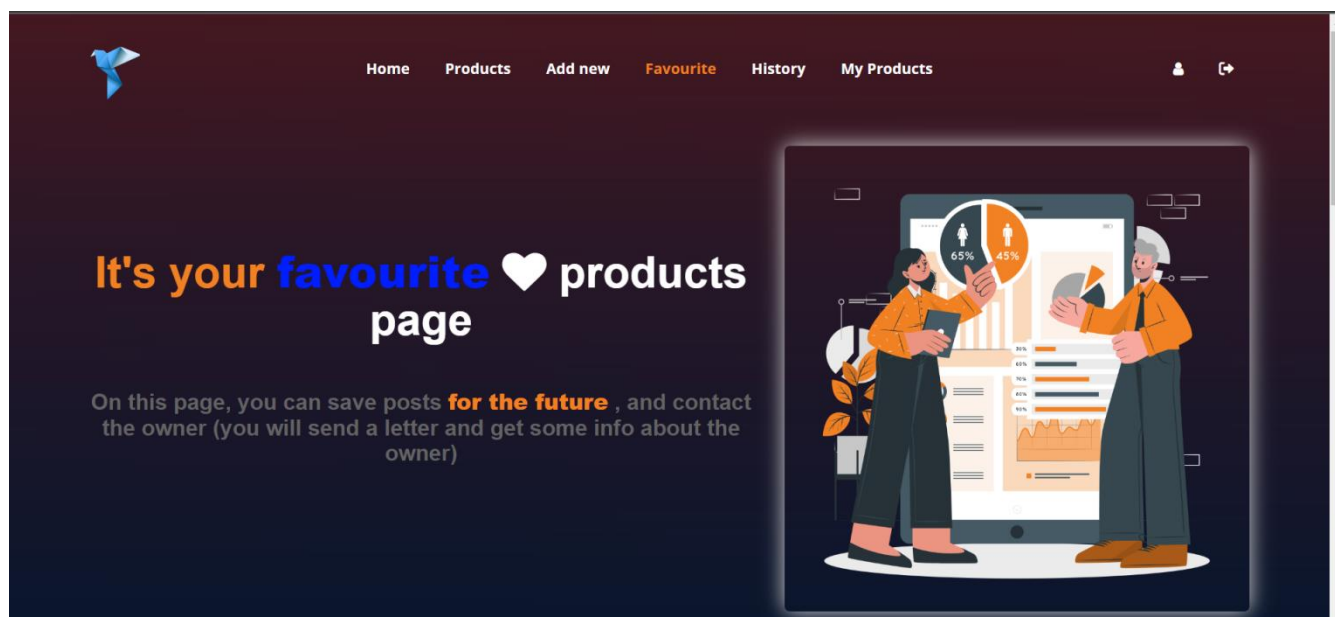 Home Products Add new Favourite History My Products
It's your favourite products
page
On this page, you can save posts for the future , and contact
the owner (you will send a letter and get some info about the
owner)
65% 45%